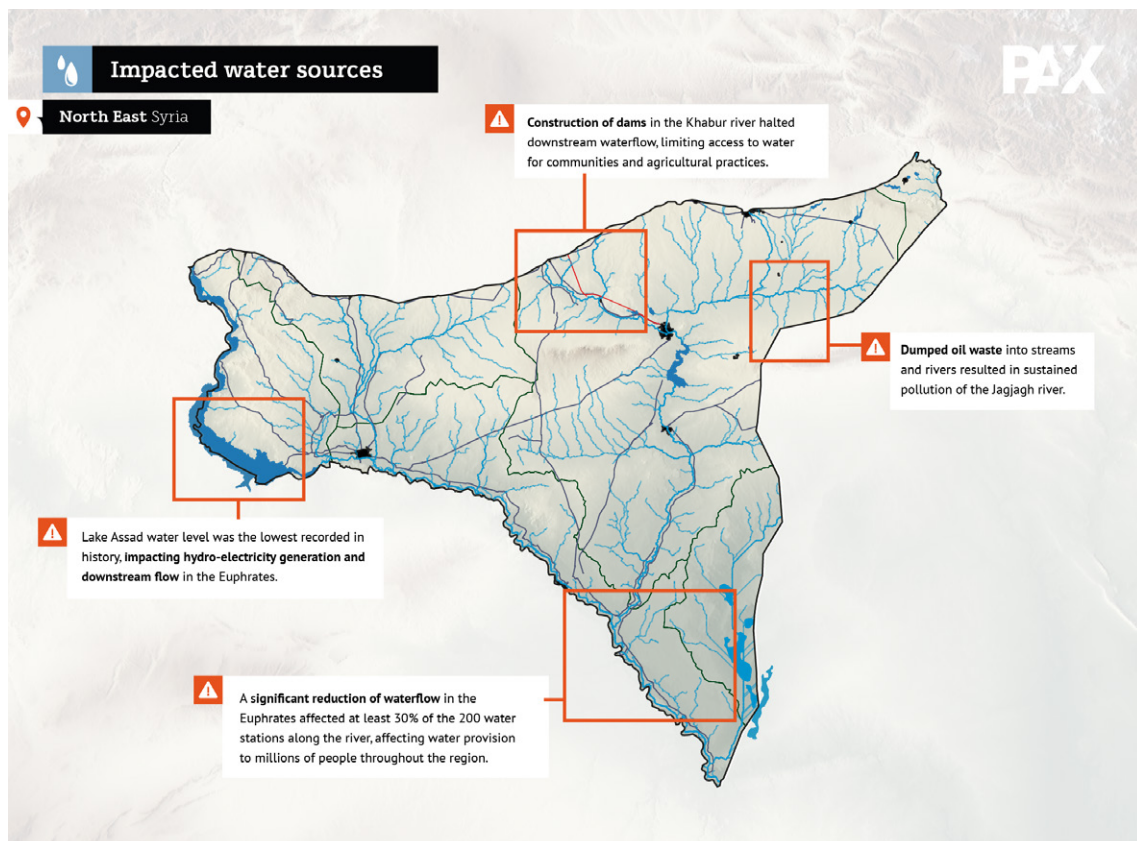 Impacted water sources
PAX
North East Syria
Construction of dams in the Khabur river halted
downstream waterflow, limiting access to water
for communities and agricultural practices.
Dumped oil waste into streams
and rivers resulted in sustained
pollution of the Jagjagh river.
Lake Assad water level was the lowest recorded in
history, impacting hydro-electricity generation and
downstream flow in the Euphrates.
A significant reduction of waterflow in the
Euphrates affected at least 30% of the 200 water
stations along the river, affecting water provision
to millions of people throughout the region.